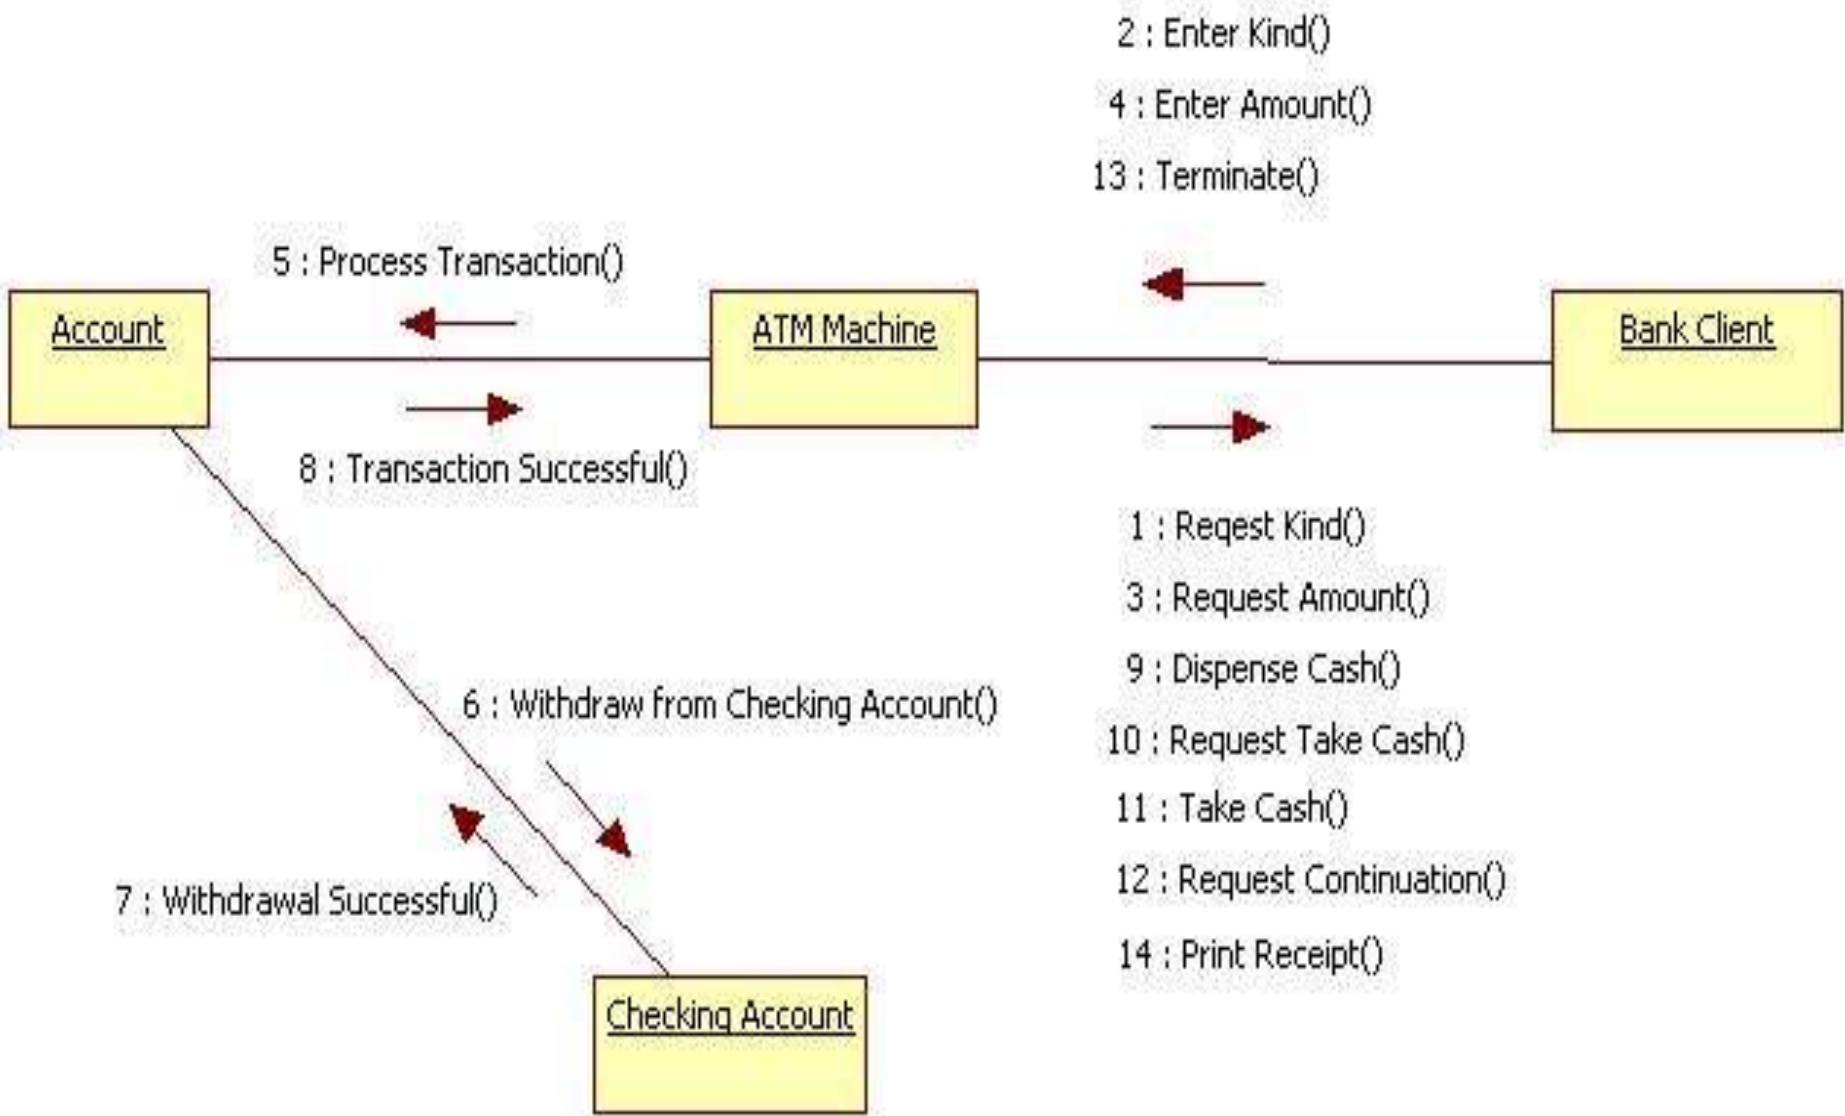 2 : Enter Kind()
4 : Enter Amount()
13 : Terminate()
5 : Process Transaction()
Account
ATM Machine
Bank Client
8 : Transaction Successful()
1 : Reqest Kind()
3 : Request Amount()
9 : Dispense Cash()
6 : Withdraw from Checking Account()
10 : Request Take Cash()
11 : Take Cash()
12 : Request Continuation()
7 : Withdrawal Successful()
14 : Print Receipt()
Checking Account